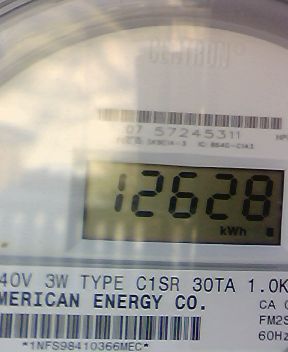 CENTRON®
07 57245311
12628
kWh
40V 3W TYPE C1SR 30TA 1.0K
MERICAN ENERGY CO.
CA
FM2S
60Hz
*1NFS98410366MEC*